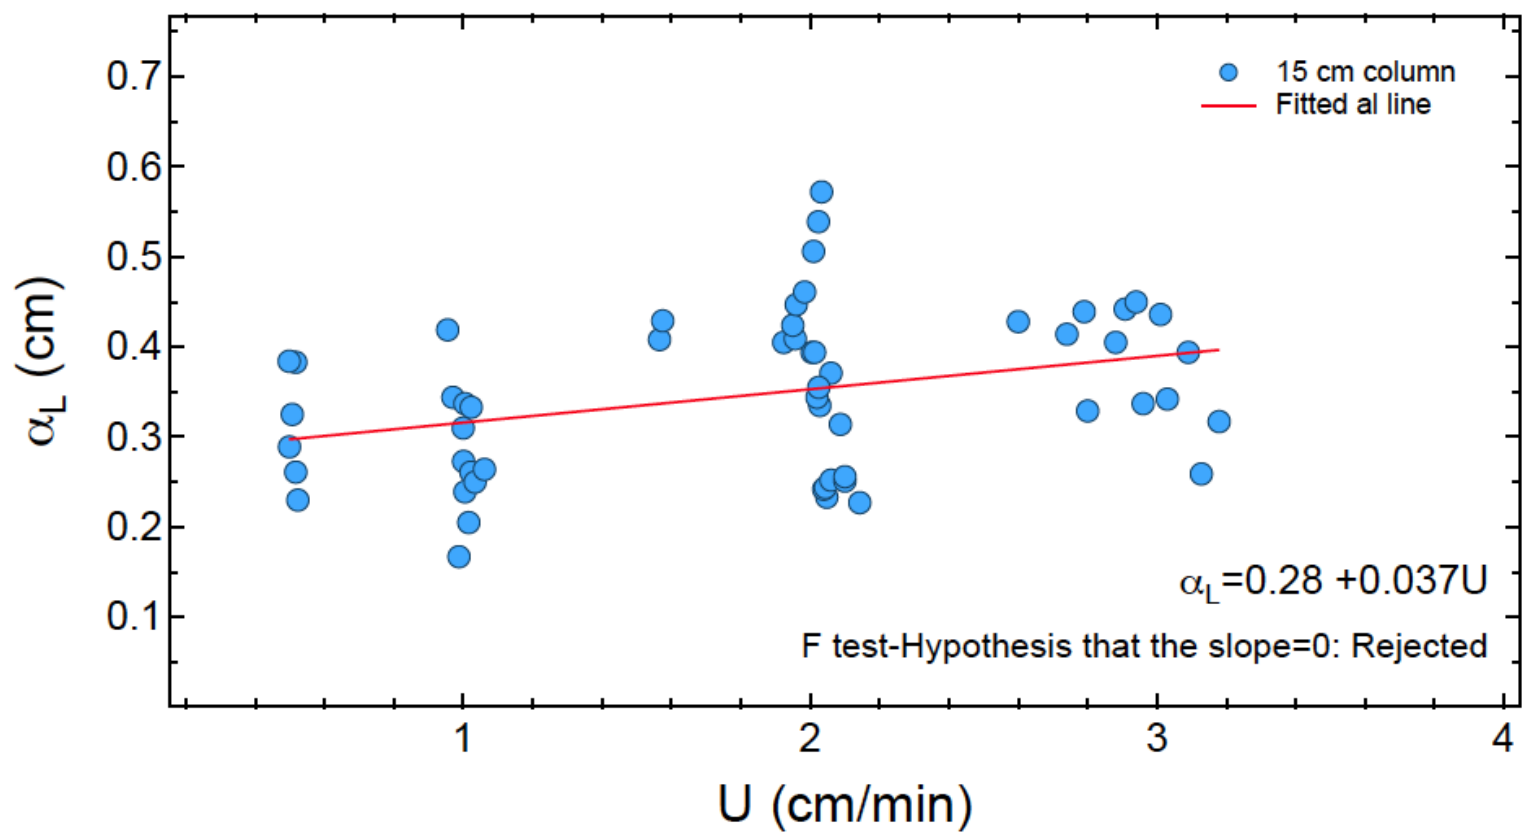 0.7
0.6
0.5
0.4
0.3
0.2
0.1
αL (cm)
15 cm column
Fitted al line
αL=0.28 +0.037U
F test-Hypothesis that the slope=0: Rejected
1 2 3 4
U (cm/min)